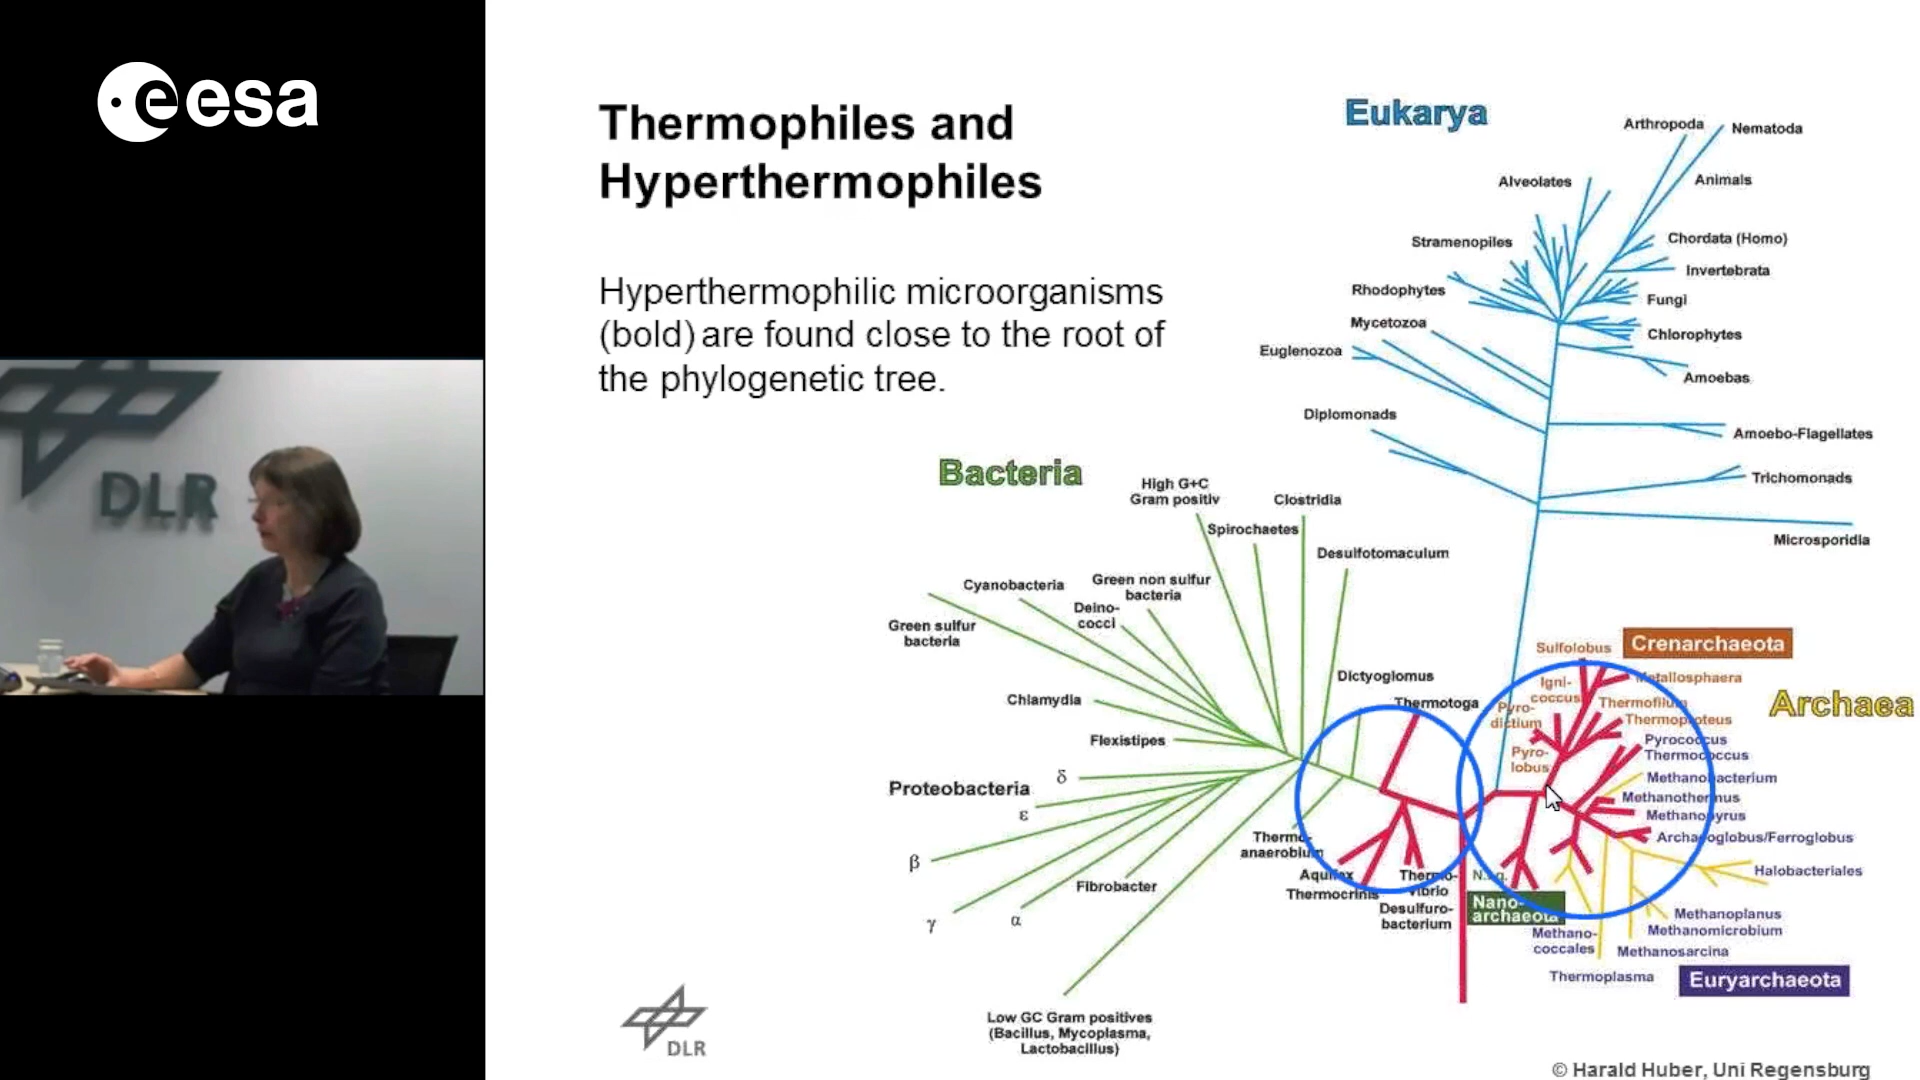 esa
DLR
Thermophiles and
Hyperthermophiles
Hyperthermophilic microorganisms
(bold) are found close to the root of
the phylogenetic tree.
Eukarya
Arthropoda
Nematoda
Alveolates
Animals
Stramenopiles
Chordata (Homo)
Invertebrata
Rhodophytes
Fungi
Mycetozoa
Chlorophytes
Euglenozoa
Amoebas
Diplomonads
Amoebo-Flagellates
Trichomonads
Microsporidia
Bacteria
High G+C
Gram positiv
Clostridia
Spirochaetes
Desulfotomaculum
Cyanobacteria
Green non sulfur
bacteria
Deino-
cocci
Green sulfur
bacteria
Dictyoglomus
Thermotoga
Chlamydia
Flexistipes
δ
Proteobacteria
ε
β
γ
α
Fibrobacter
Thermo-
anaerobium
Aquifex
Thermocrinis
Thermo-
vibrio
Desulfuro-
bacterium
Low GC Gram positives
(Bacillus, Mycoplasma,
Lactobacillus)
Archaea
Crenarchaeota
Sulfolobus
Metallosphaera
Igni-
coccus
Thermofilum
Pyro-
dictium
Thermoproteus
Pyro-
lobus
Pyrococcus
Thermococcus
Methanobacterium
Methanothermus
Methanopyrus
Archaeoglobus/Ferroglobus
Halobacteriales
Nano-
archaeota
Methanoplanus
Methanomicrobium
Methano-
coccales
Methanosarcina
Thermoplasma
Euryarchaeota
DLR
© Harald Huber, Uni Regensburg